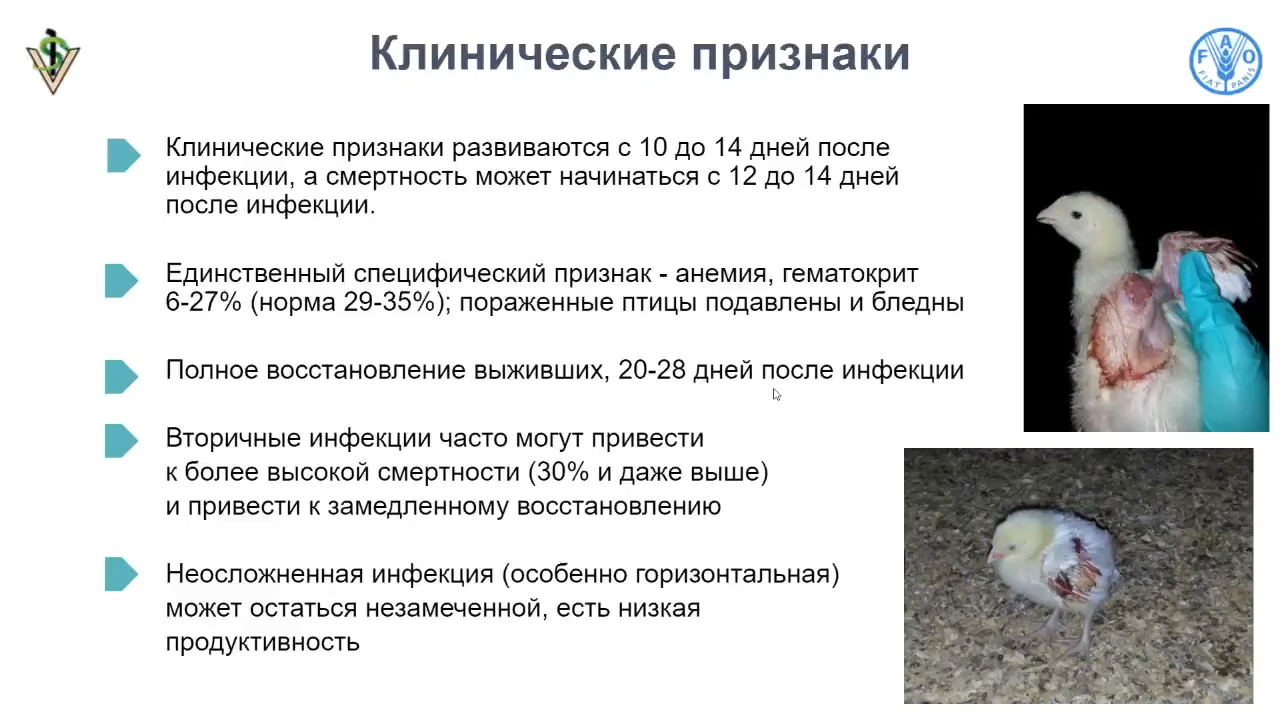 Клинические признаки
F A O
FIAT PANIS
Клинические признаки развиваются с 10 до 14 дней после
инфекции, а смертность может начинаться с 12 до 14 дней
после инфекции.
Единственный специфический признак - анемия, гематокрит
6-27% (норма 29-35%); пораженные птицы подавлены и бледны
Полное восстановление выживших, 20-28 дней после инфекции
Вторичные инфекции часто могут привести
к более высокой смертности (30% и даже выше)
и привести к замедленному восстановлению
Неосложненная инфекция (особенно горизонтальная)
может остаться незамеченной, есть низкая
продуктивность